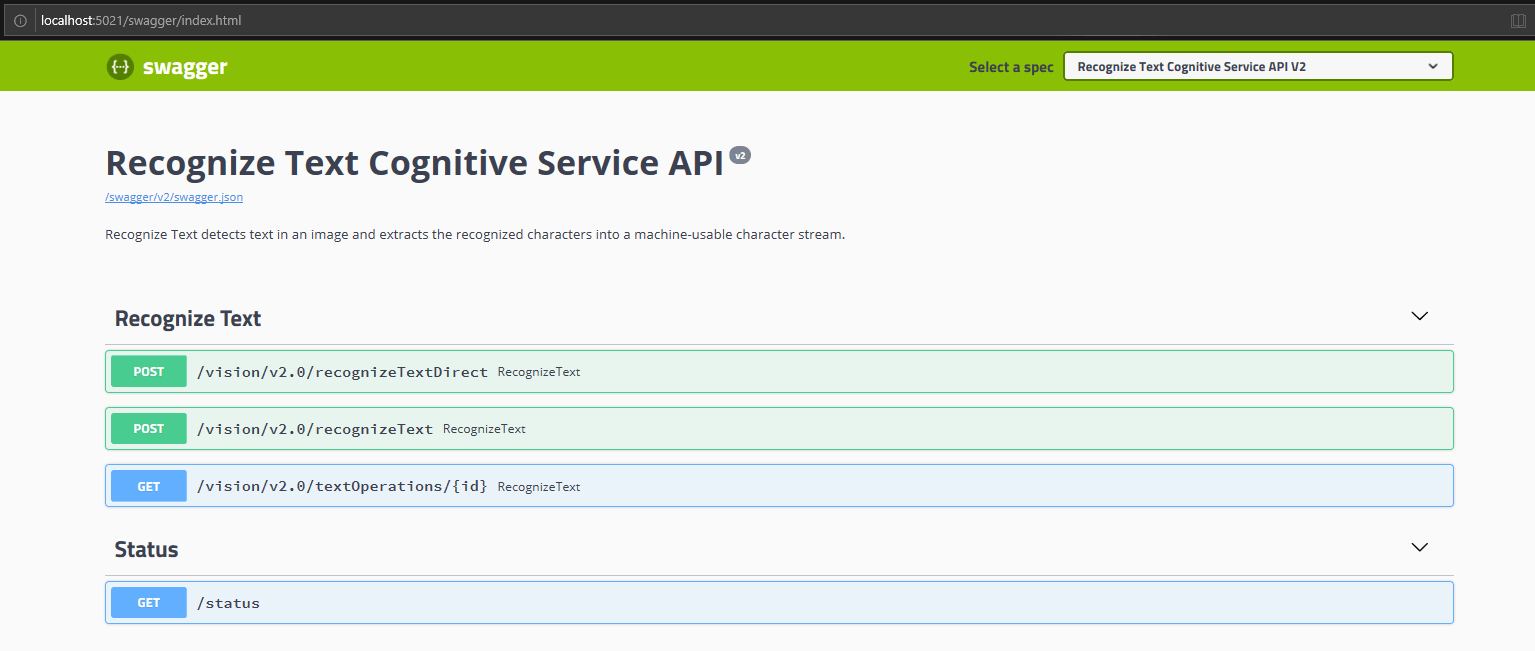 localhost:5021/swagger/index.html
{...} swagger Select a spec Recognize Text Cognitive Service API V2
Recognize Text Cognitive Service API v2
/swagger/v2/swagger.json
Recognize Text detects text in an image and extracts the recognized characters into a machine-usable character stream.
Recognize Text
POST /vision/v2.0/recognizeTextDirect RecognizeText
POST /vision/v2.0/recognizeText RecognizeText
GET /vision/v2.0/textOperations/{id} RecognizeText
Status
GET /status